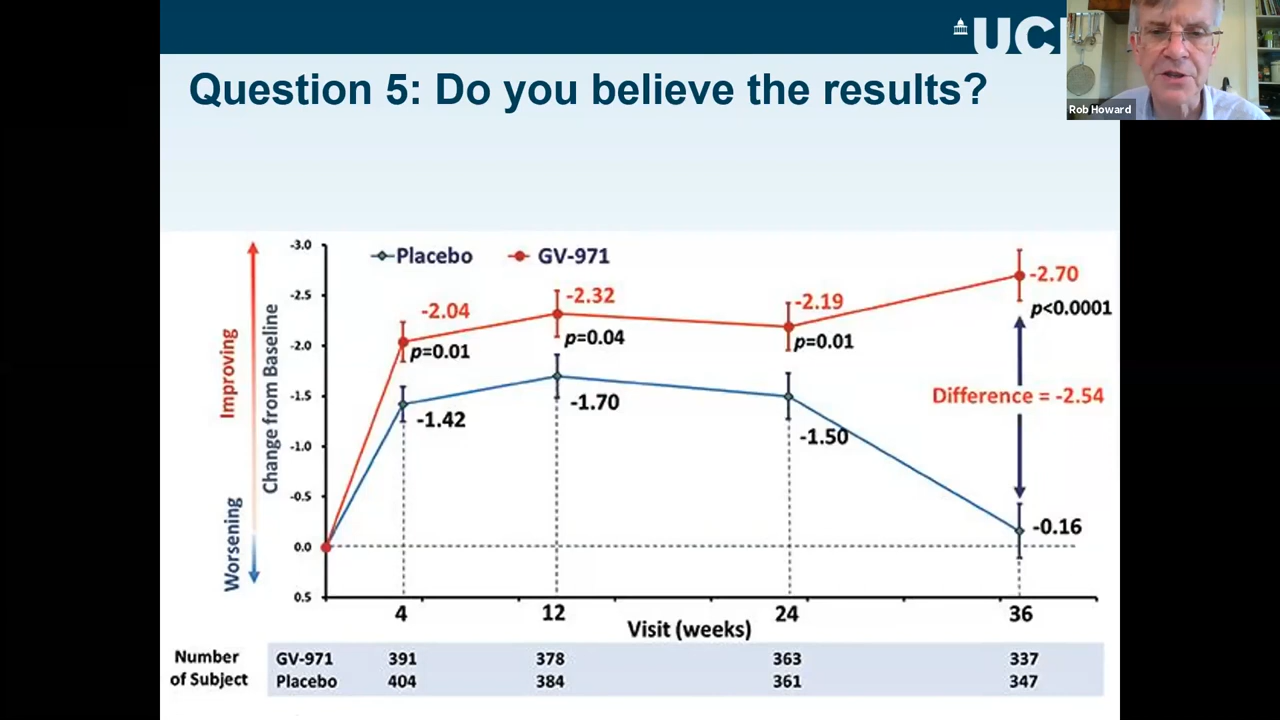 UCL
Rob Howard
Question 5: Do you believe the results?
Improving
Worsening
Change from Baseline
-3.0
-2.5
-2.0
-1.5
-1.0
-0.5
0.0
0.5
Placebo
GV-971
-2.04
p=0.01
-2.32
p=0.04
-2.19
p=0.01
-2.70
p<0.0001
Difference = -2.54
-1.42
-1.70
-1.50
-0.16
4 12 24 36
Visit (weeks)
Number
of Subject
GV-971 391 378 363 337
Placebo 404 384 361 347